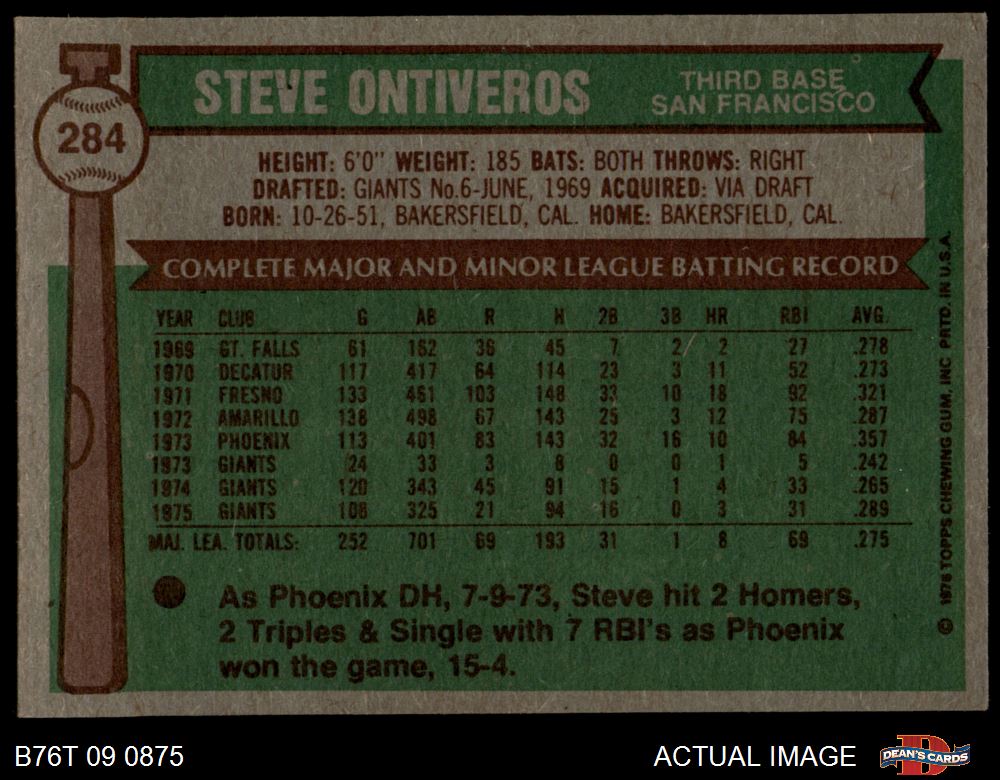 STEVE ONTIVEROS
THIRD BASE
SAN FRANCISCO
284
HEIGHT: 6'0" WEIGHT: 185 BATS: BOTH THROWS: RIGHT
DRAFTED: GIANTS No.6-JUNE, 1969 ACQUIRED: VIA DRAFT
BORN: 10-26-51, BAKERSFIELD, CAL. HOME: BAKERSFIELD, CAL.
COMPLETE MAJOR AND MINOR LEAGUE BATTING RECORD
YEAR CLUB G AB R H 2B 3B HR RBI AVG.
1969 GT. FALLS 61 162 36 45 7 2 2 27 .278
1970 DECATUR 117 417 64 114 23 3 11 52 .273
1971 FRESNO 133 461 103 148 33 10 18 92 .321
1972 AMARILLO 138 498 67 143 25 3 12 75 .287
1973 PHOENIX 113 401 83 143 32 16 10 84 .357
1973 GIANTS 24 33 3 8 0 0 1 5 .242
1974 GIANTS 120 343 45 91 15 1 4 33 .265
1975 GIANTS 108 325 21 94 16 0 3 31 .289
MAJ. LEA. TOTALS: 252 701 69 193 31 1 8 69 .275
As Phoenix DH, 7-9-73, Steve hit 2 Homers,
2 Triples & Single with 7 RBI's as Phoenix
won the game, 15-4.
© 1976 TOPPS CHEWING GUM, INC. PRTD. IN U.S.A.
B76T 09 0875
ACTUAL IMAGE
DEAN'S CARDS